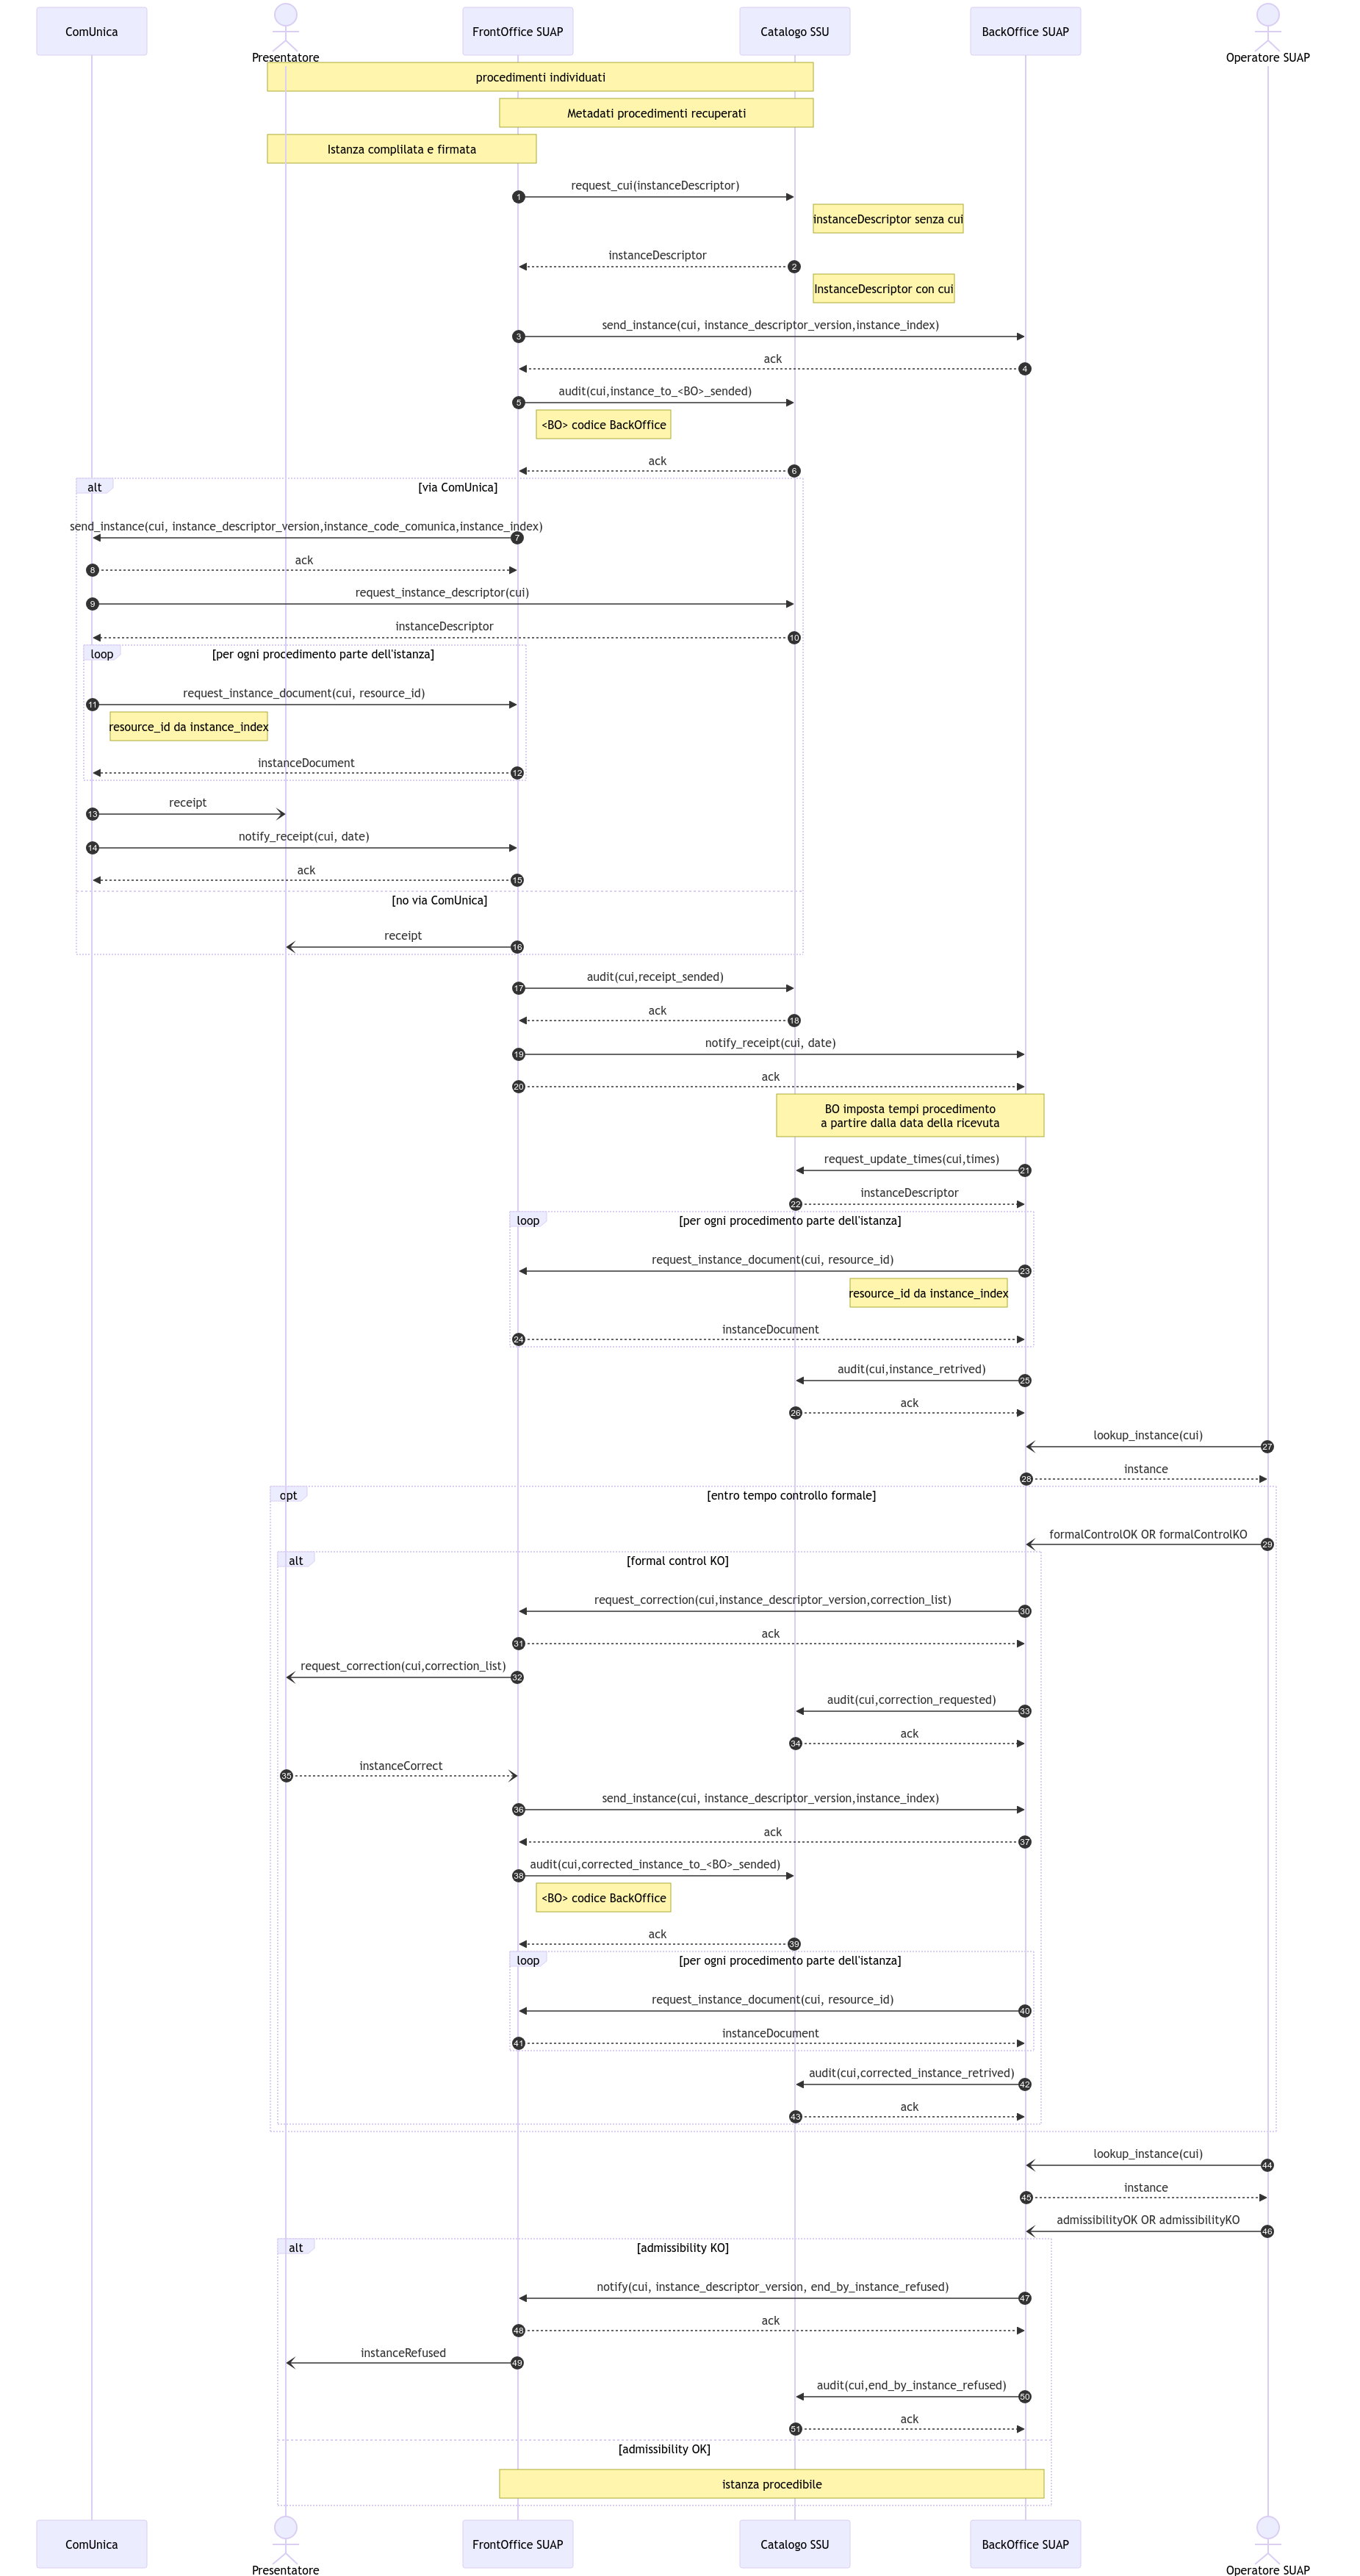 ComUnica
Presentatore
FrontOffice SUAP
Catalogo SSU
BackOffice SUAP
Operatore SUAP
procedimenti individuati
Metadati procedimenti recuperati
Istanza complilata e firmata
1
request_cui(instanceDescriptor)
instanceDescriptor senza cui
instanceDescriptor
2
InstanceDescriptor con cui
3
send_instance(cui, instance_descriptor_version,instance_index)
ack
4
5
audit(cui,instance_to_<BO>_sended)
<BO> codice BackOffice
ack
6
alt
[via ComUnica]
send_instance(cui, instance_descriptor_version,instance_code_comunica,instance_index)
7
8
ack
9
request_instance_descriptor(cui)
instanceDescriptor
10
loop
[per ogni procedimento parte dell'istanza]
11
request_instance_document(cui, resource_id)
resource_id da instance_index
instanceDocument
12
13
receipt
14
notify_receipt(cui, date)
ack
15
[no via ComUnica]
receipt
16
17
audit(cui,receipt_sended)
ack
18
19
notify_receipt(cui, date)
20
ack
BO imposta tempi procedimento
a partire dalla data della ricevuta
request_update_times(cui,times)
21
22
instanceDescriptor
loop
[per ogni procedimento parte dell'istanza]
request_instance_document(cui, resource_id)
23
resource_id da instance_index
24
instanceDocument
audit(cui,instance_retrived)
25
26
ack
lookup_instance(cui)
27
28
instance
opt
[entro tempo controllo formale]
formalControlOK OR formalControlKO
29
alt
[formal control KO]
request_correction(cui,instance_descriptor_version,correction_list)
30
31
ack
request_correction(cui,correction_list)
32
audit(cui,correction_requested)
33
34
ack
35
instanceCorrect
36
send_instance(cui, instance_descriptor_version,instance_index)
ack
37
38
audit(cui,corrected_instance_to_<BO>_sended)
<BO> codice BackOffice
ack
39
loop
[per ogni procedimento parte dell'istanza]
request_instance_document(cui, resource_id)
40
41
instanceDocument
audit(cui,corrected_instance_retrived)
42
43
ack
lookup_instance(cui)
44
45
instance
admissibilityOK OR admissibilityKO
46
alt
[admissibility KO]
notify(cui, instance_descriptor_version, end_by_instance_refused)
47
48
ack
instanceRefused
49
audit(cui,end_by_instance_refused)
50
51
ack
[admissibility OK]
istanza procedibile
ComUnica
Presentatore
FrontOffice SUAP
Catalogo SSU
BackOffice SUAP
Operatore SUAP